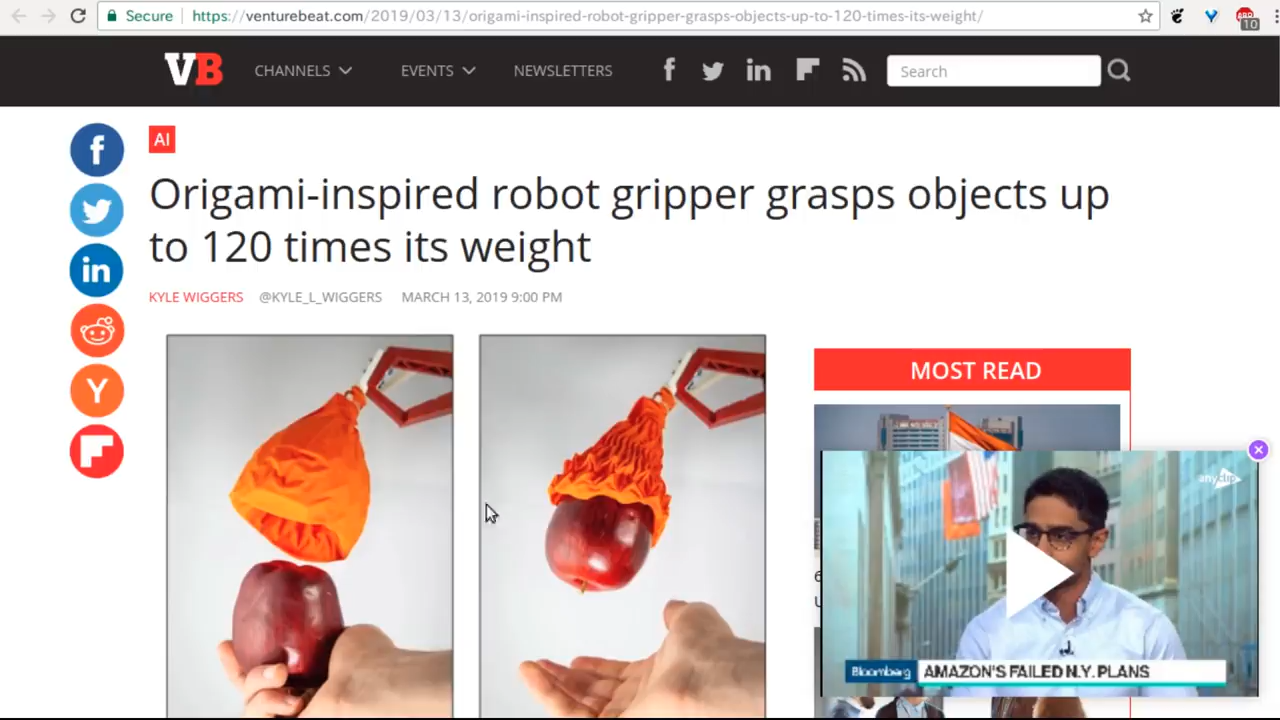 Secure
https://venturebeat.com/2019/03/13/origami-inspired-robot-gripper-grasps-objects-up-to-120-times-its-weight/
10
VB
CHANNELS
EVENTS
NEWSLETTERS
Search
AI
Origami-inspired robot gripper grasps objects up
to 120 times its weight
KYLE WIGGERS @KYLE_L_WIGGERS MARCH 13, 2019 9:00 PM
MOST READ
anyclip
Bloomberg
AMAZON'S FAILED N.Y. PLANS